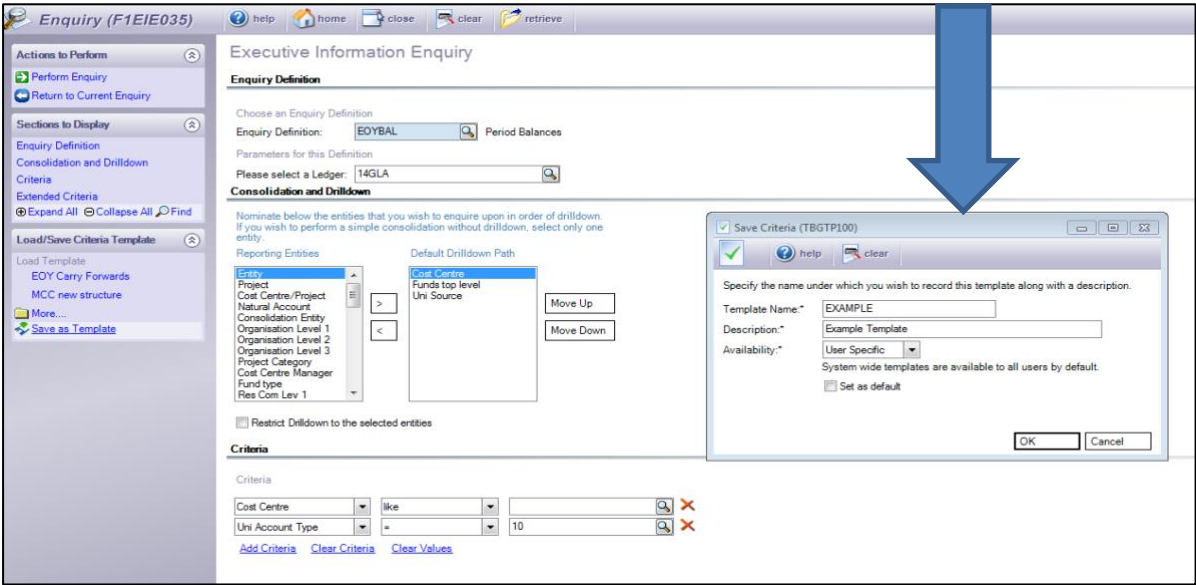 Enquiry (F1EIE035)
help home close clear retrieve
Actions to Perform
Perform Enquiry
Return to Current Enquiry
Sections to Display
Enquiry Definition
Consolidation and Drilldown
Criteria
Extended Criteria
Expand All Collapse All Find
Load/Save Criteria Template
Load Template
EOY Carry Forwards
MCC new structure
More....
Save as Template
Executive Information Enquiry
Enquiry Definition
Choose an Enquiry Definition
Enquiry Definition: EOYBAL Period Balances
Parameters for this Definition
Please select a Ledger: 14GLA
Consolidation and Drilldown
Nominate below the entities that you wish to enquire upon in order of drilldown.
If you wish to perform a simple consolidation without drilldown, select only one
entity.
Reporting Entities Default Drilldown Path
Entity
Project
Cost Centre/Project
Natural Account
Consolidation Entity
Organisation Level 1
Organisation Level 2
Organisation Level 3
Project Category
Cost Centre Manager
Fund type
Res Com Lev 1
>
<
Cost Centre
Funds top level
Uni Source
Move Up
Move Down
Restrict Drilldown to the selected entities
Criteria
Criteria
Cost Centre like
Uni Account Type = 10
Add Criteria Clear Criteria Clear Values
Save Criteria (TBGTP100)
help clear
Specify the name under which you wish to record this template along with a description.
Template Name:* EXAMPLE
Description:* Example Template
Availability:* User Specific
System wide templates are available to all users by default.
Set as default
OK Cancel